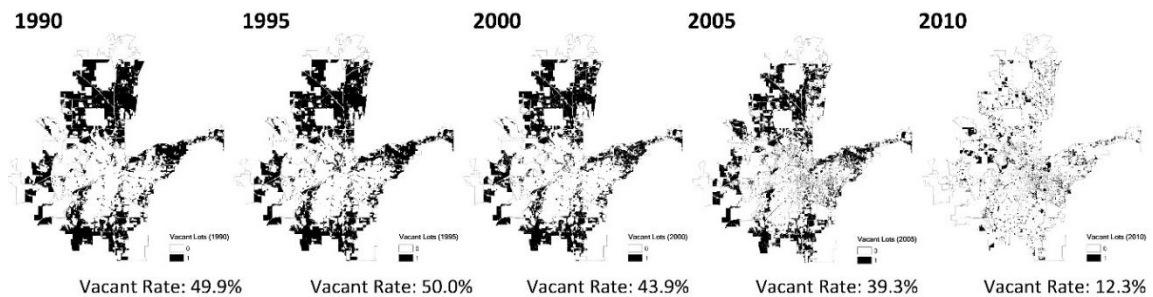 1990
1995
2000
2005
2010
Vacant Lots (1990)
0
1
Vacant Lots (1995)
0
1
Vacant Lots (2000)
0
1
Vacant Lots (2005)
0
1
Vacant Lots (2010)
0
1
Vacant Rate: 49.9%
Vacant Rate: 50.0%
Vacant Rate: 43.9%
Vacant Rate: 39.3%
Vacant Rate: 12.3%